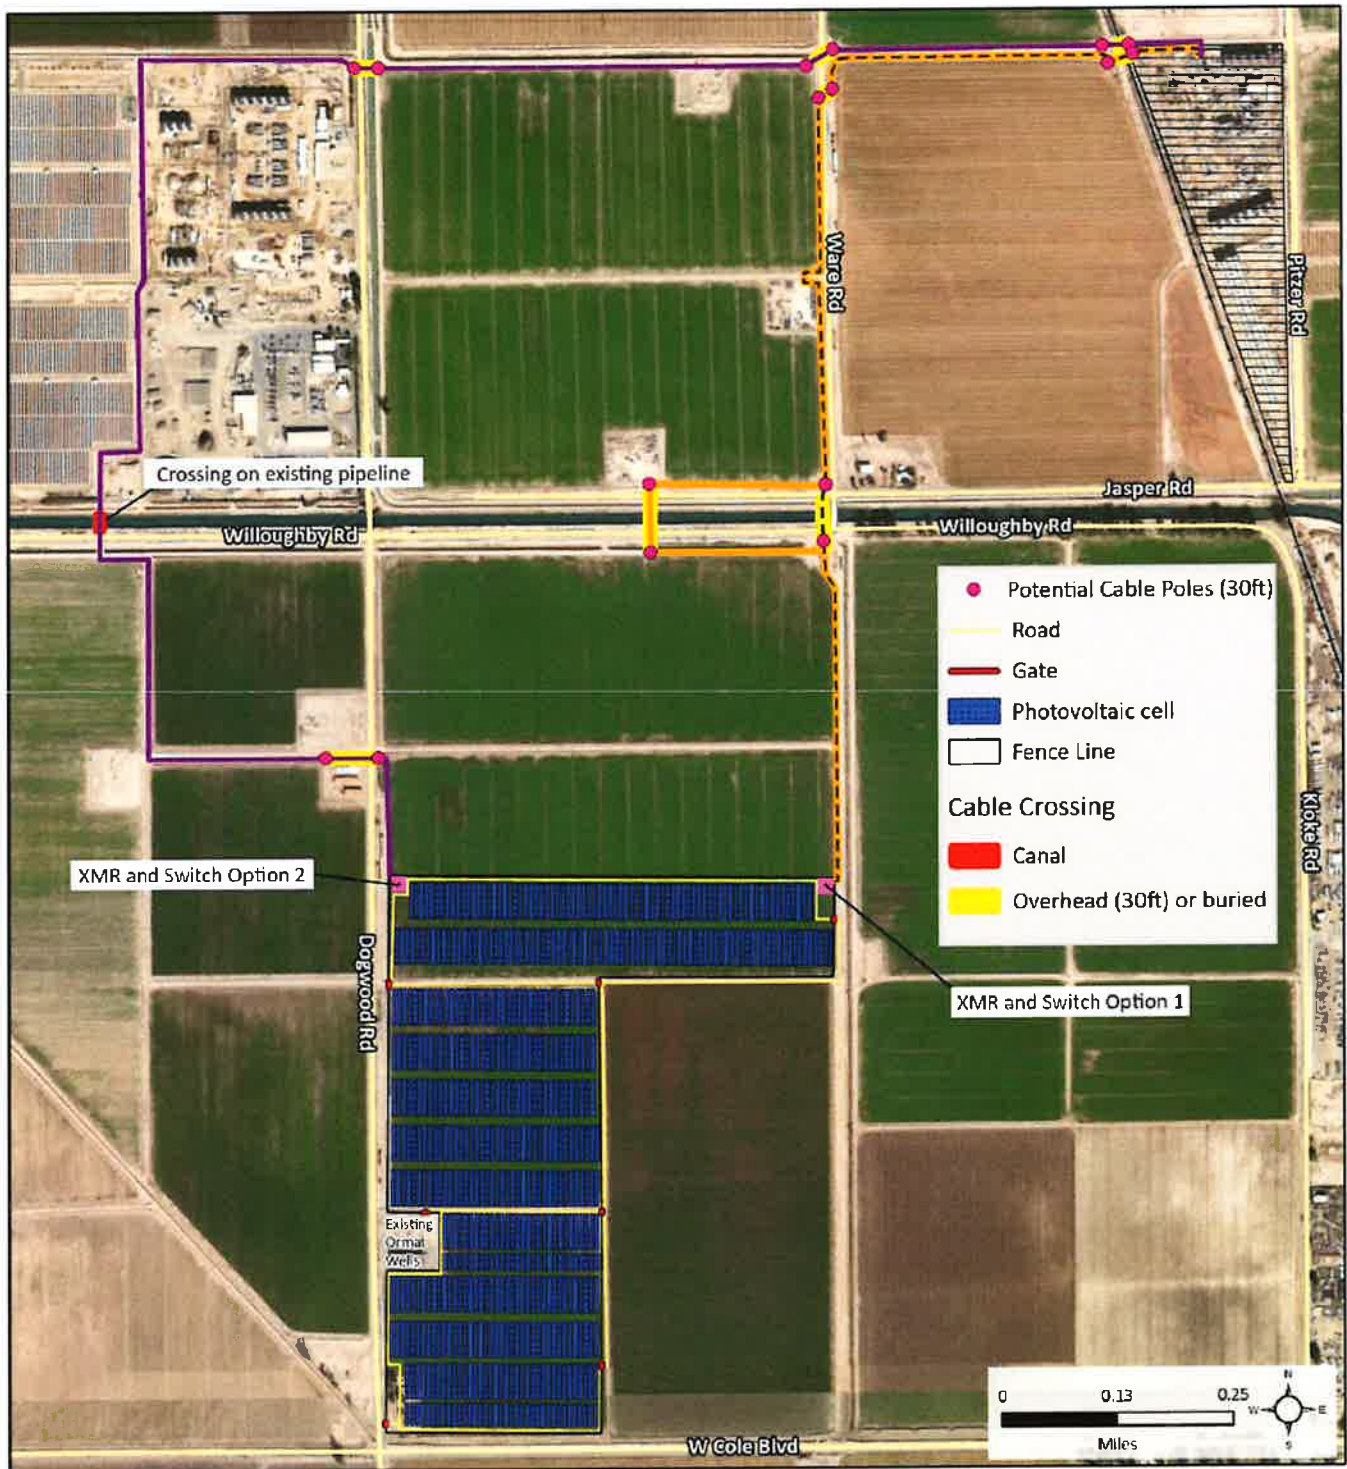 Ware Rd
Pitzer Rd
Crossing on existing pipeline
Jasper Rd
Willoughby Rd
Willoughby Rd
Potential Cable Poles (30ft)
Road
Gate
Photovoltaic cell
Fence Line
Cable Crossing
Canal
Overhead (30ft) or buried
Kloke Rd
XMR and Switch Option 2
Dogwood Rd
XMR and Switch Option 1
Existing
Ormat
Wells
0 0.13 0.25
Miles
N
W E
S
W Cole Blvd